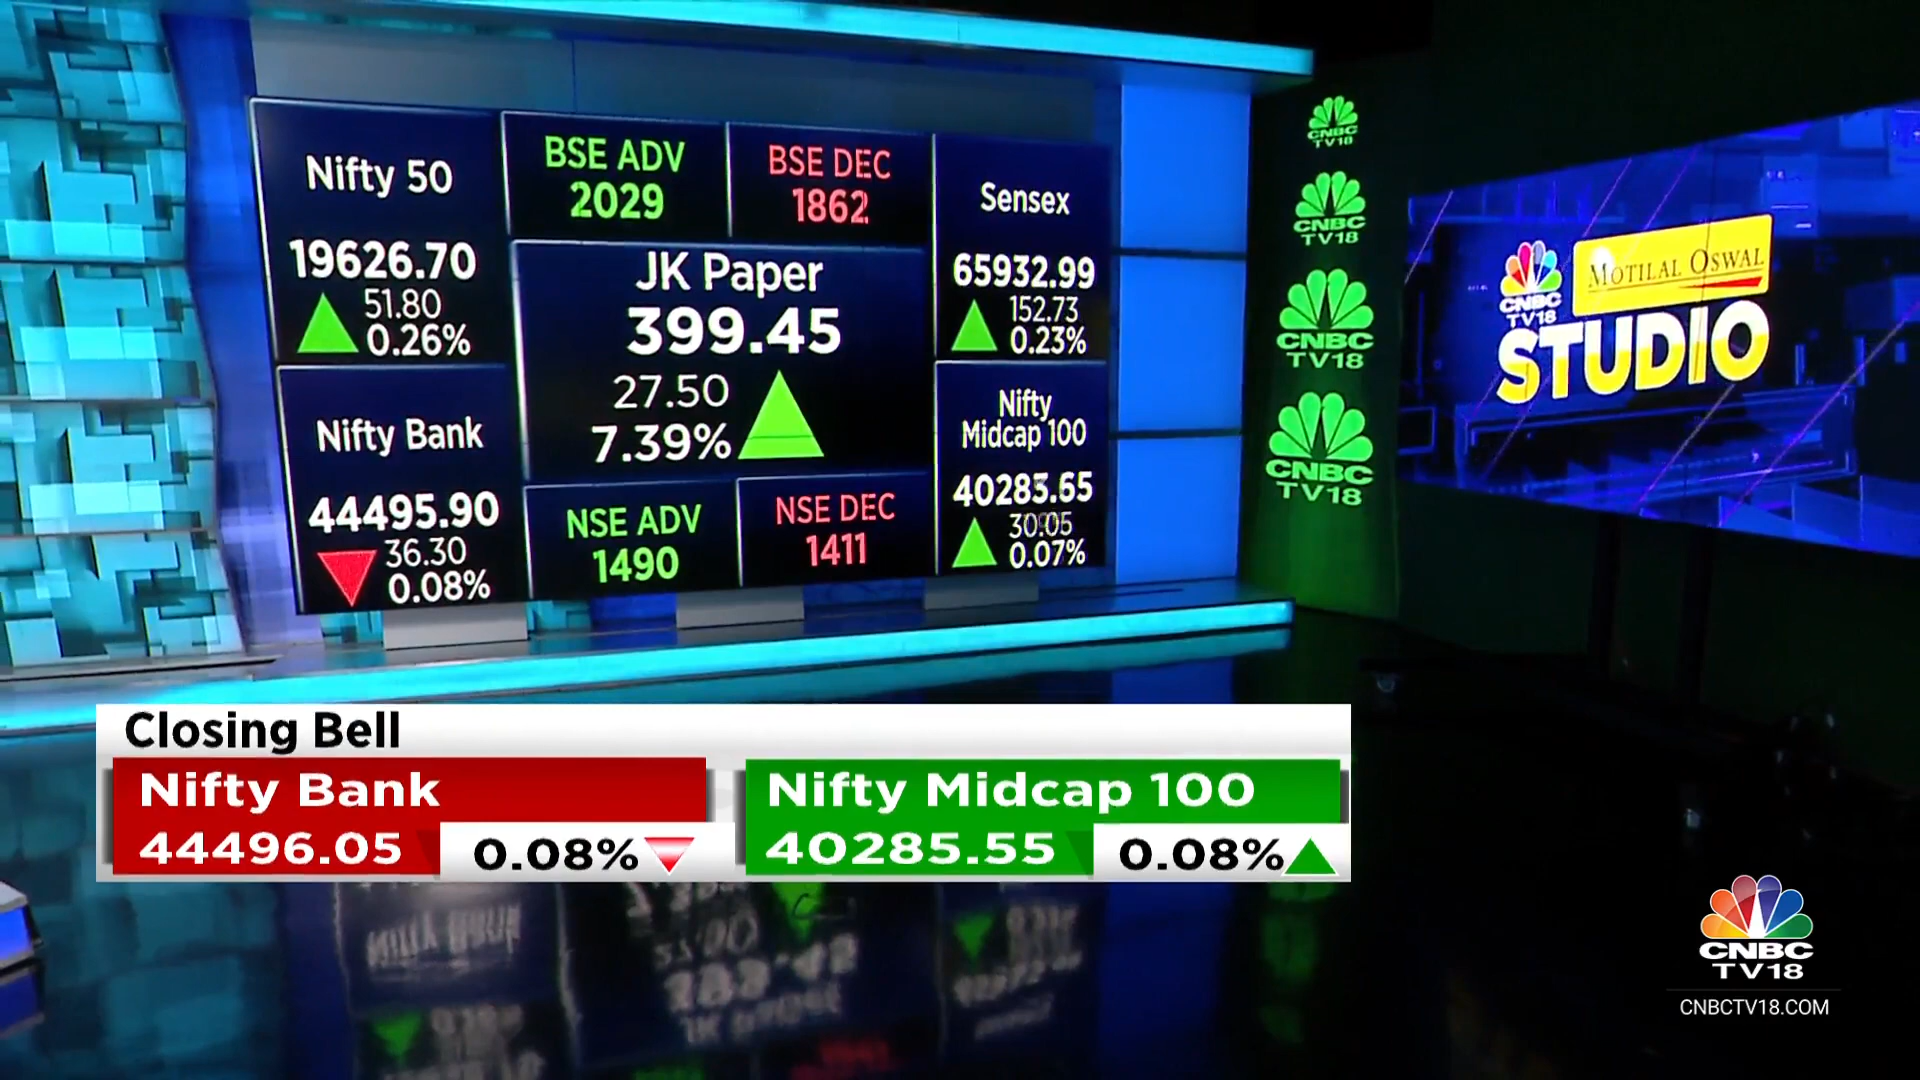 Nifty 50
19626.70
51.80
0.26%
BSE ADV
2029
BSE DEC
1862
Sensex
65932.99
152.73
0.23%
JK Paper
399.45
27.50
7.39%
Nifty Bank
44495.90
36.30
0.08%
NSE ADV
1490
NSE DEC
1411
Nifty
Midcap 100
40283.65
30.05
0.07%
CNBC
TV18
CNBC
TV18
CNBC
TV18
CNBC
TV18
CNBC
TV18
MOTILAL OSWAL
STUDIO
Closing Bell
Nifty Bank
44496.05
0.08%
Nifty Midcap 100
40285.55
0.08%
CNBC
TV18
CNBCTV18.COM